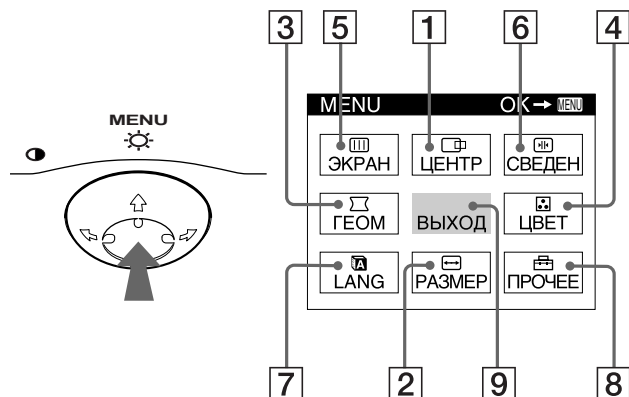 3 5 1 6 4
MENU
MENU OK → MENU
ЭКРАН ЦЕНТР СВЕДЕН
ГЕОМ ВЫХОД ЦВЕТ
LANG РАЗМЕР ПРОЧЕЕ
7 2 9 8